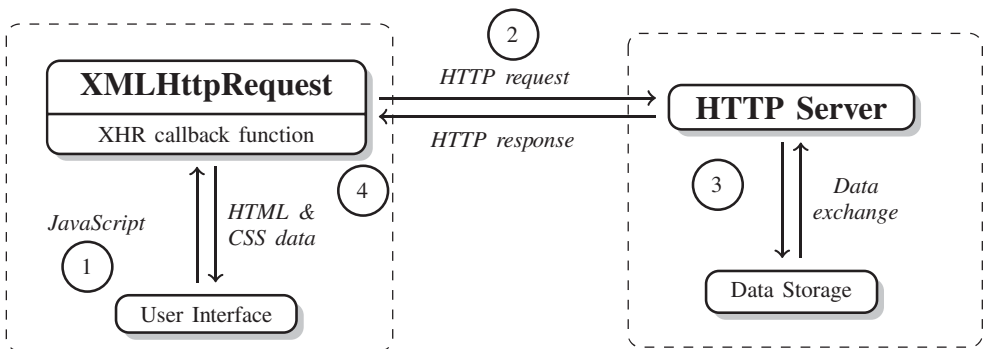 2
XMLHttpRequest
XHR callback function
HTTP request
HTTP response
HTTP Server
4
3
JavaScript
1
HTML &
CSS data
Data
exchange
User Interface
Data Storage